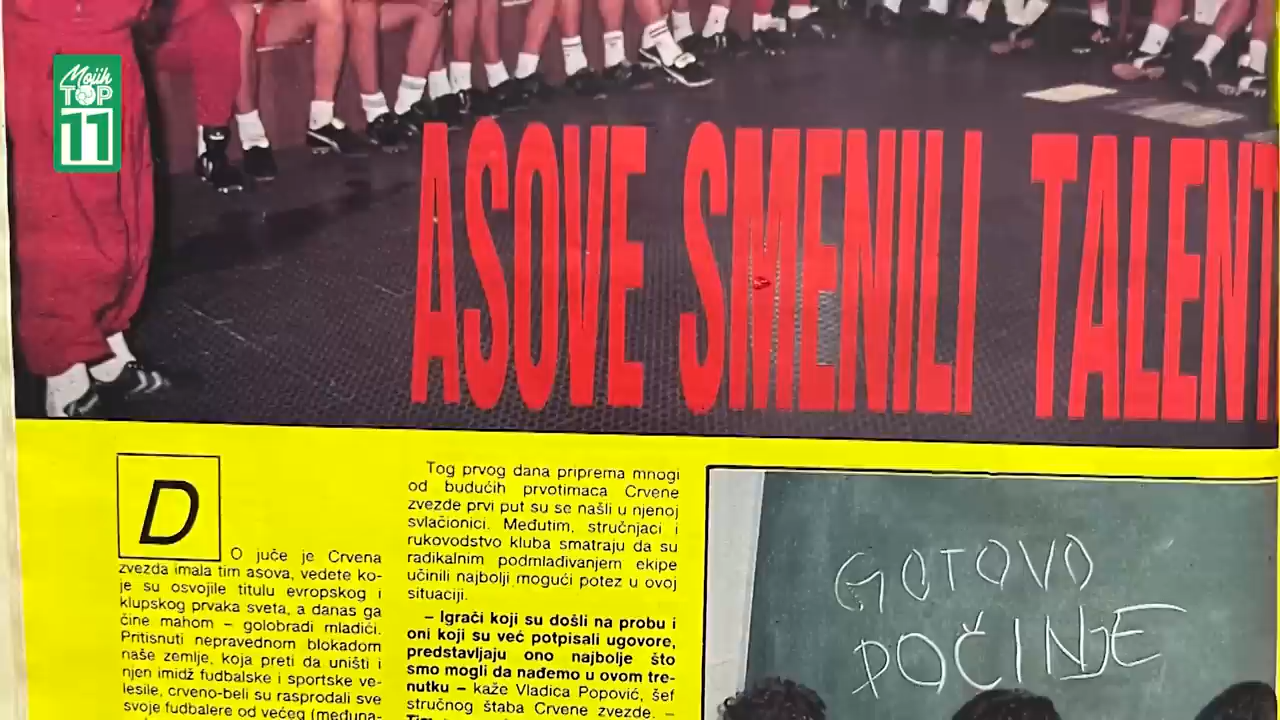 Mojih
TOP
11
ASOVE SMENILI TALENT
D
O juče je Crvena
zvezda imala tim asova, vedete ko-
je su osvojile titulu evropskog i
klupskog prvaka sveta, a danas ga
čine mahom – golobradi mladići.
Pritisnuti nepravednom blokadom
naše zemlje, koja preti da uništi i
njen imidž fudbalske i sportske ve-
lesile, crveno-beli su rasprodali sve
svoje fudbalere od većeg (međuna-
Tog prvog dana priprema mnogi
od budućih prvotimaca Crvene
zvezde prvi put su se našli u njenoj
svlačionici. Međutim, stručnjaci i
rukovodstvo kluba smatraju da su
radikalnim podmlađivanjem ekipe
učinili najbolji mogući potez u ovoj
situaciji.
– Igrači koji su došli na probu i
oni koji su već potpisali ugovore,
predstavljaju ono najbolje što
smo mogli da nađemo u ovom tre-
nutku – kaže Vladica Popović, šef
stručnog štaba Crvene zvezde. –
GOTOVO
POČINJE